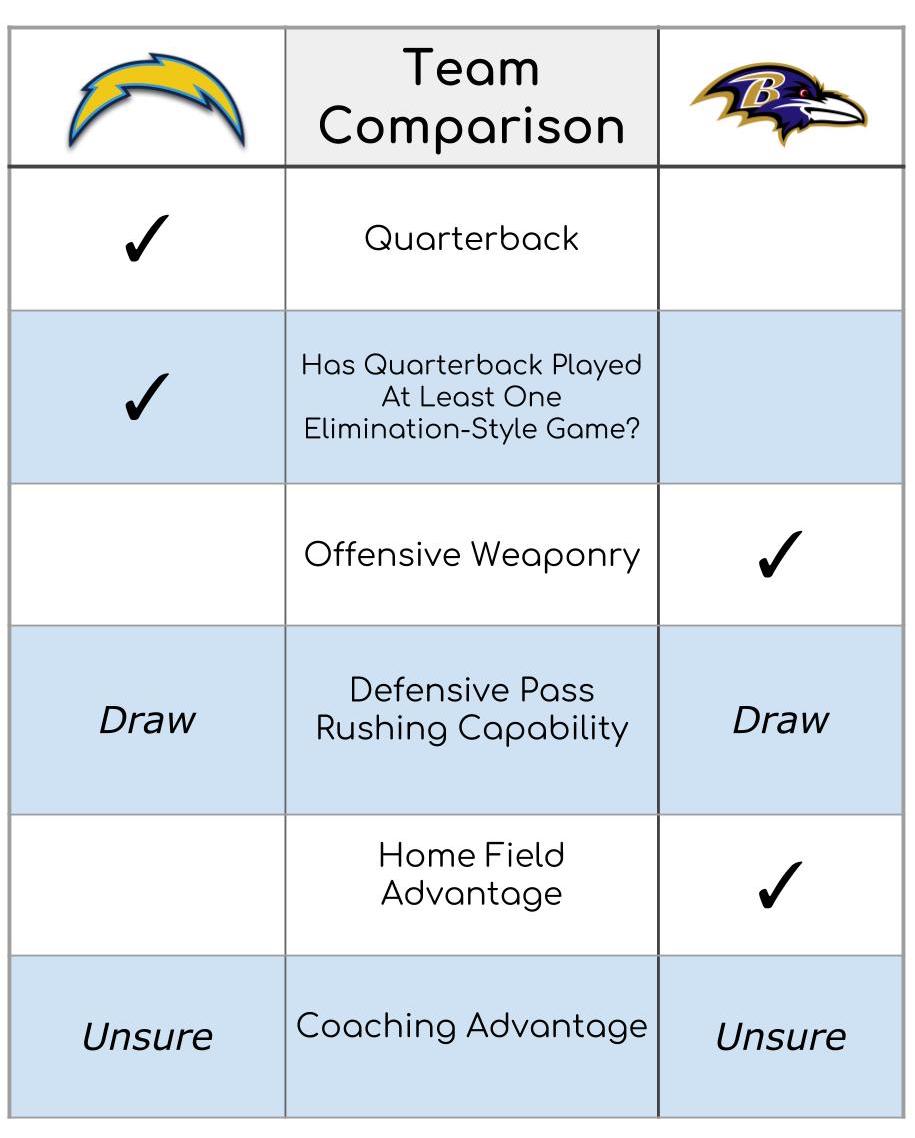 Team
Comparison
B
✓
Quarterback
✓
Has Quarterback Played
At Least One
Elimination-Style Game?
Offensive Weaponry
✓
Draw
Defensive Pass
Rushing Capability
Draw
Home Field
Advantage
✓
Unsure
Coaching Advantage
Unsure